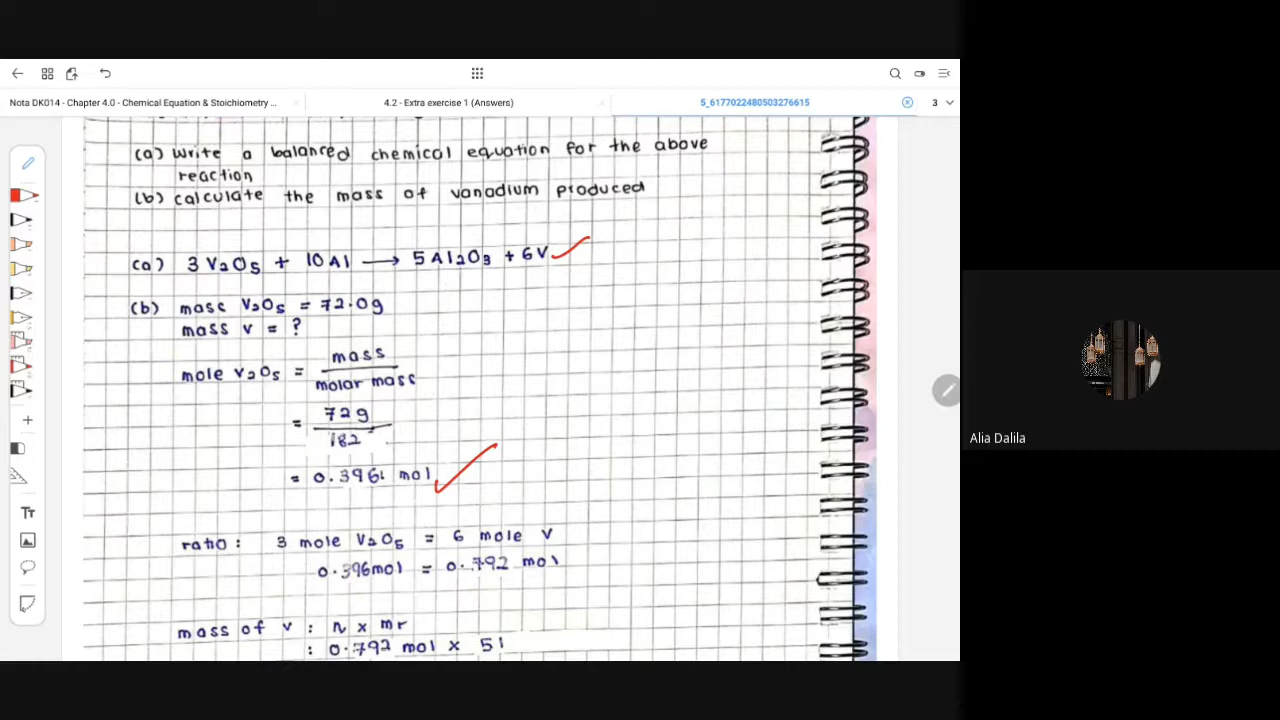 Nota DK014 - Chapter 4.0 - Chemical Equation & Stoichiometry ...
4.2 - Extra exercise 1 (Answers)
5_6177022480503276615
3
(a) write a balanced chemical equation for the above
reaction
(b) calculate the mass of vanadium produced
(a) 3 V₂O₅ + 10 Al ⟶ 5 Al₂O₃ + 6V
(b) mass V₂O₅ = 72.0g
mass v = ?
mole V₂O₅ = mass
molar mass
= 72g
182
= 0.396 mol
ratio : 3 mole V₂O₅ = 6 mole V
0.396mol = 0.792 mol
mass of v : n x mr
: 0.792 mol x 51
Tt
Alia Dalila